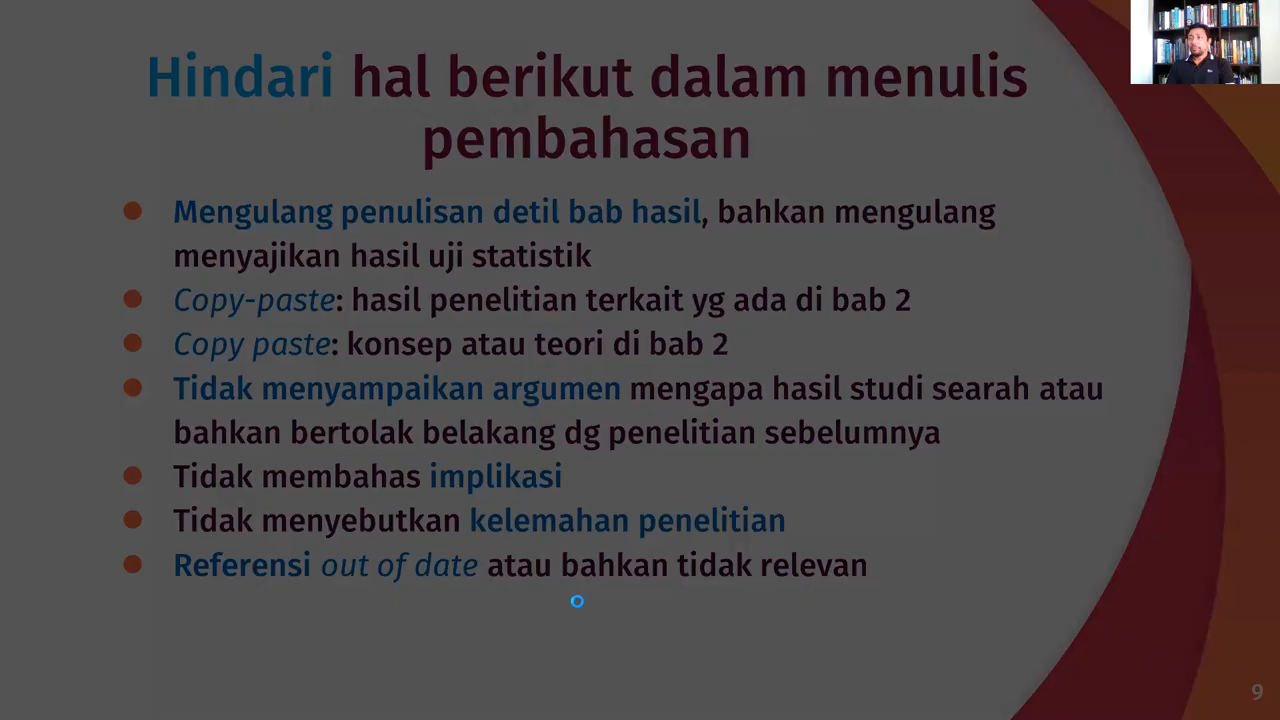 Hindari hal berikut dalam menulis
pembahasan
Mengulang penulisan detil bab hasil, bahkan mengulang
menyajikan hasil uji statistik
Copy-paste: hasil penelitian terkait yg ada di bab 2
Copy paste: konsep atau teori di bab 2
Tidak menyampaikan argumen mengapa hasil studi searah atau
bahkan bertolak belakang dg penelitian sebelumnya
Tidak membahas implikasi
Tidak menyebutkan kelemahan penelitian
Referensi out of date atau bahkan tidak relevan
9